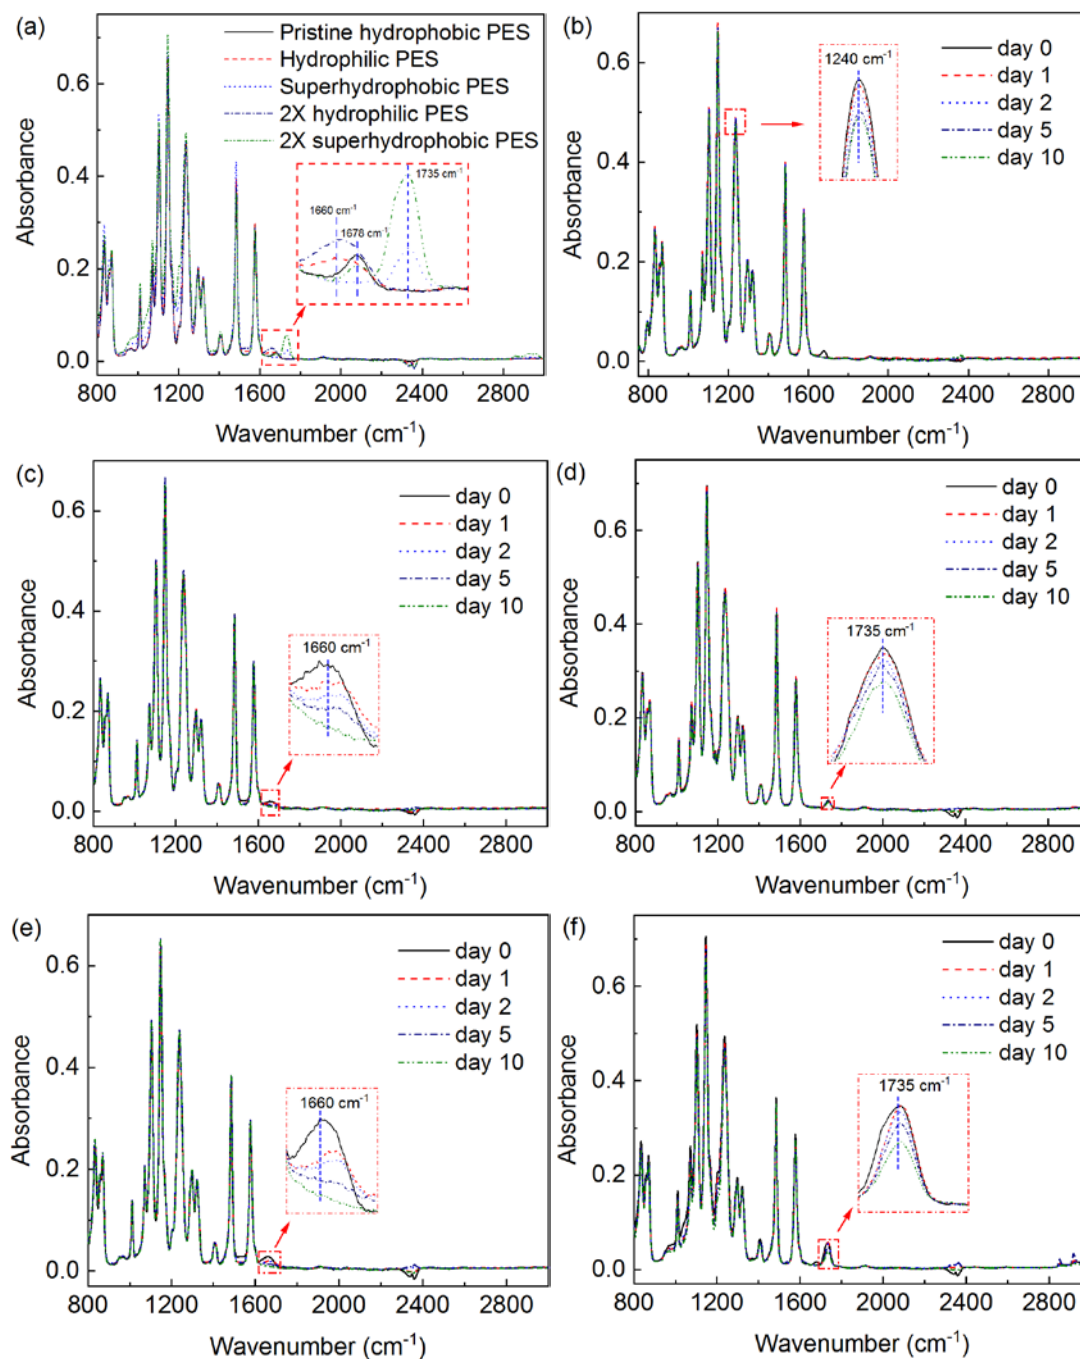 (a)
Pristine hydrophobic PES
Hydrophilic PES
Superhydrophobic PES
2X hydrophilic PES
2X superhydrophobic PES
1735 cm⁻¹
1660 cm⁻¹
1678 cm⁻¹
0.6
0.4
0.2
0.0
Absorbance
800 1200 1600 2000 2400 2800
Wavenumber (cm⁻¹)
(b)
1240 cm⁻¹
day 0
day 1
day 2
day 5
day 10
0.6
0.4
0.2
0.0
Absorbance
800 1200 1600 2000 2400 2800
Wavenumber (cm⁻¹)
(c)
day 0
day 1
day 2
day 5
day 10
1660 cm⁻¹
0.6
0.4
0.2
0.0
Absorbance
800 1200 1600 2000 2400 2800
Wavenumber (cm⁻¹)
(d)
day 0
day 1
day 2
day 5
day 10
1735 cm⁻¹
0.6
0.4
0.2
0.0
Absorbance
800 1200 1600 2000 2400 2800
Wavenumber (cm⁻¹)
(e)
day 0
day 1
day 2
day 5
day 10
1660 cm⁻¹
0.6
0.4
0.2
0.0
Absorbance
800 1200 1600 2000 2400 2800
Wavenumber (cm⁻¹)
(f)
day 0
day 1
day 2
day 5
day 10
1735 cm⁻¹
0.6
0.4
0.2
0.0
Absorbance
800 1200 1600 2000 2400 2800
Wavenumber (cm⁻¹)